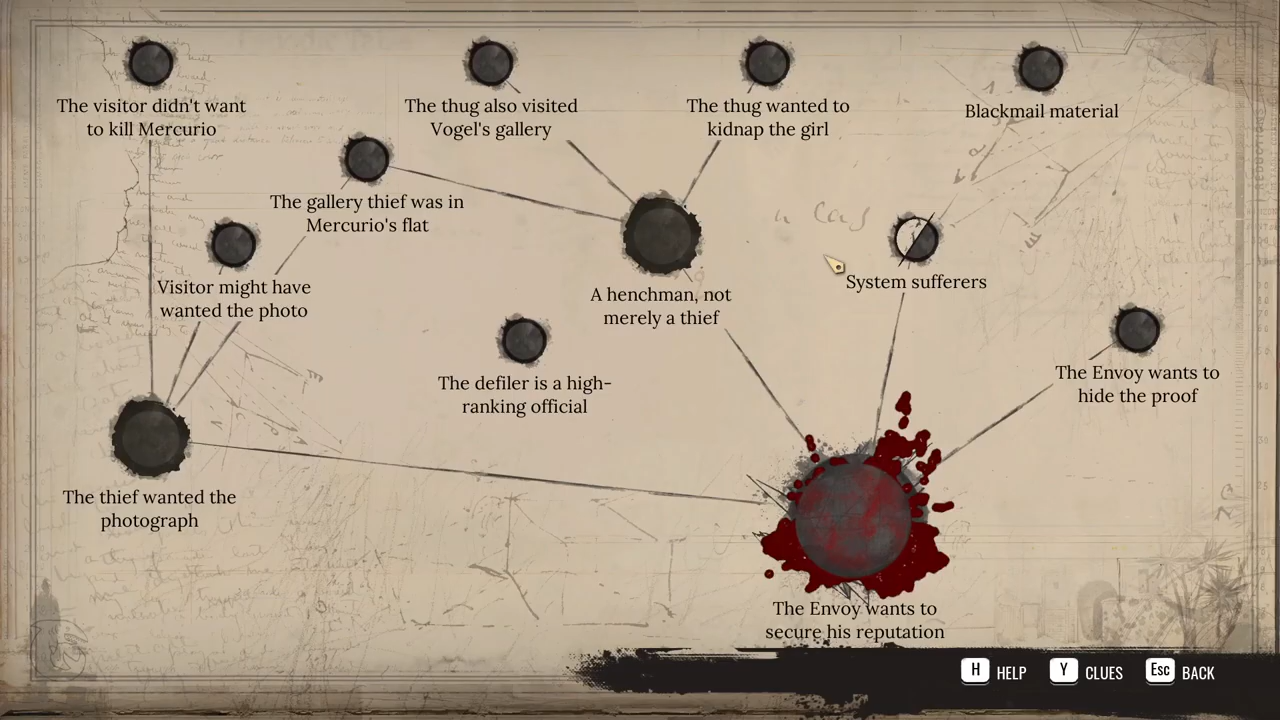 The visitor didn't want
to kill Mercurio
The thug also visited
Vogel's gallery
The thug wanted to
kidnap the girl
Blackmail material
The gallery thief was in
Mercurio's flat
Visitor might have
wanted the photo
A henchman, not
merely a thief
System sufferers
The defiler is a high-
ranking official
The Envoy wants to
hide the proof
The thief wanted the
photograph
The Envoy wants to
secure his reputation
H HELP Y CLUES Esc BACK